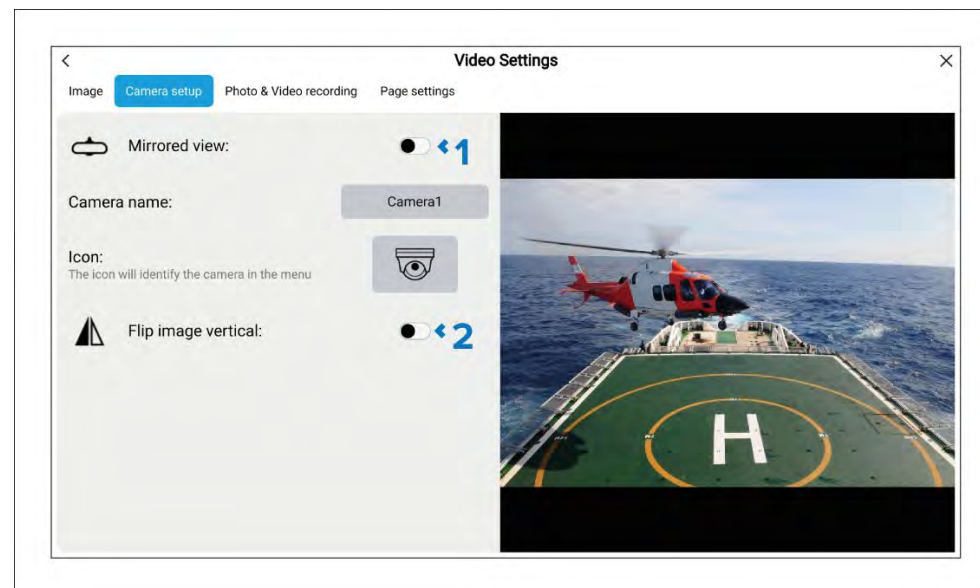 Video Settings
Image Camera setup Photo & Video recording Page settings
Mirrored view:
1
Camera name:
Camera1
Icon:
The icon will identify the camera in the menu
Flip image vertical:
2
H